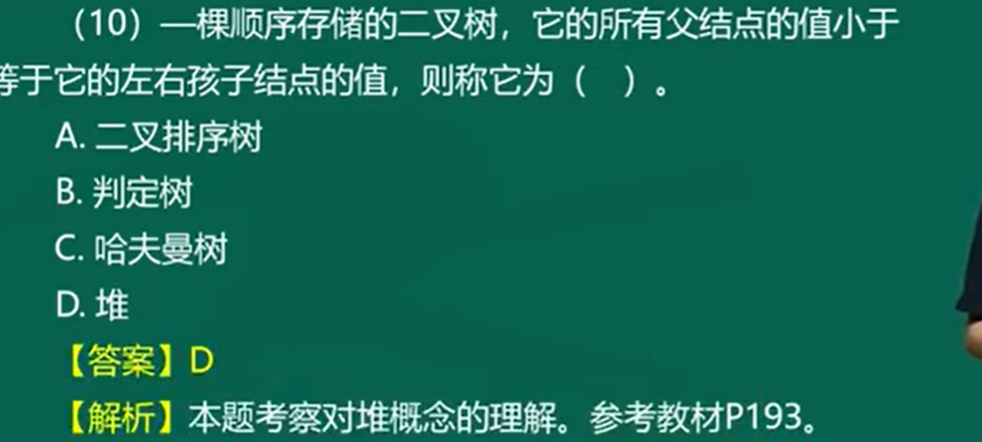 （10）一棵顺序存储的二叉树，它的所有父结点的值小于
等于它的左右孩子结点的值，则称它为（　）。
A. 二叉排序树
B. 判定树
C. 哈夫曼树
D. 堆
【答案】D
【解析】本题考察对堆概念的理解。参考教材P193。